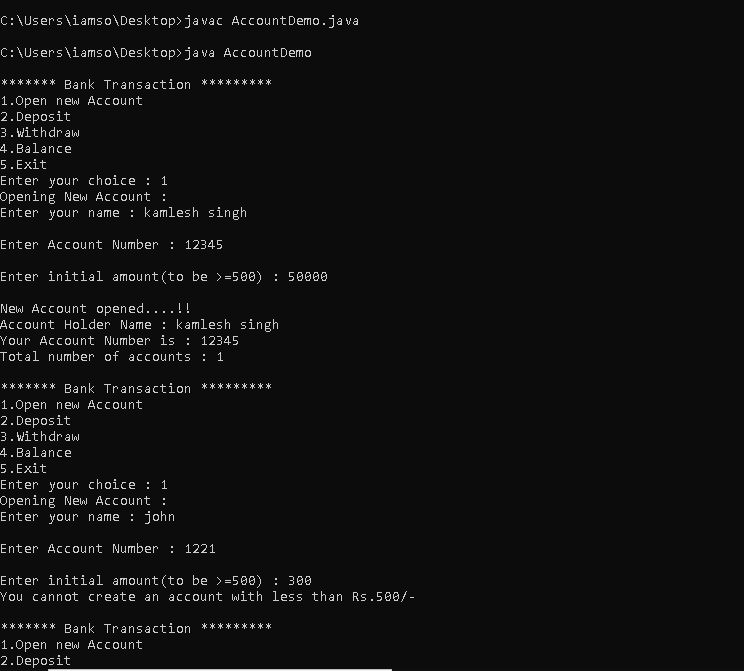 C:\Users\iamso\Desktop>javac AccountDemo.java
C:\Users\iamso\Desktop>java AccountDemo
******* Bank Transaction *********
1.Open new Account
2.Deposit
3.Withdraw
4.Balance
5.Exit
Enter your choice : 1
Opening New Account :
Enter your name : kamlesh singh
Enter Account Number : 12345
Enter initial amount(to be >=500) : 50000
New Account opened....!!
Account Holder Name : kamlesh singh
Your Account Number is : 12345
Total number of accounts : 1
******* Bank Transaction *********
1.Open new Account
2.Deposit
3.Withdraw
4.Balance
5.Exit
Enter your choice : 1
Opening New Account :
Enter your name : john
Enter Account Number : 1221
Enter initial amount(to be >=500) : 300
You cannot create an account with less than Rs.500/-
******* Bank Transaction *********
1.Open new Account
2.Deposit